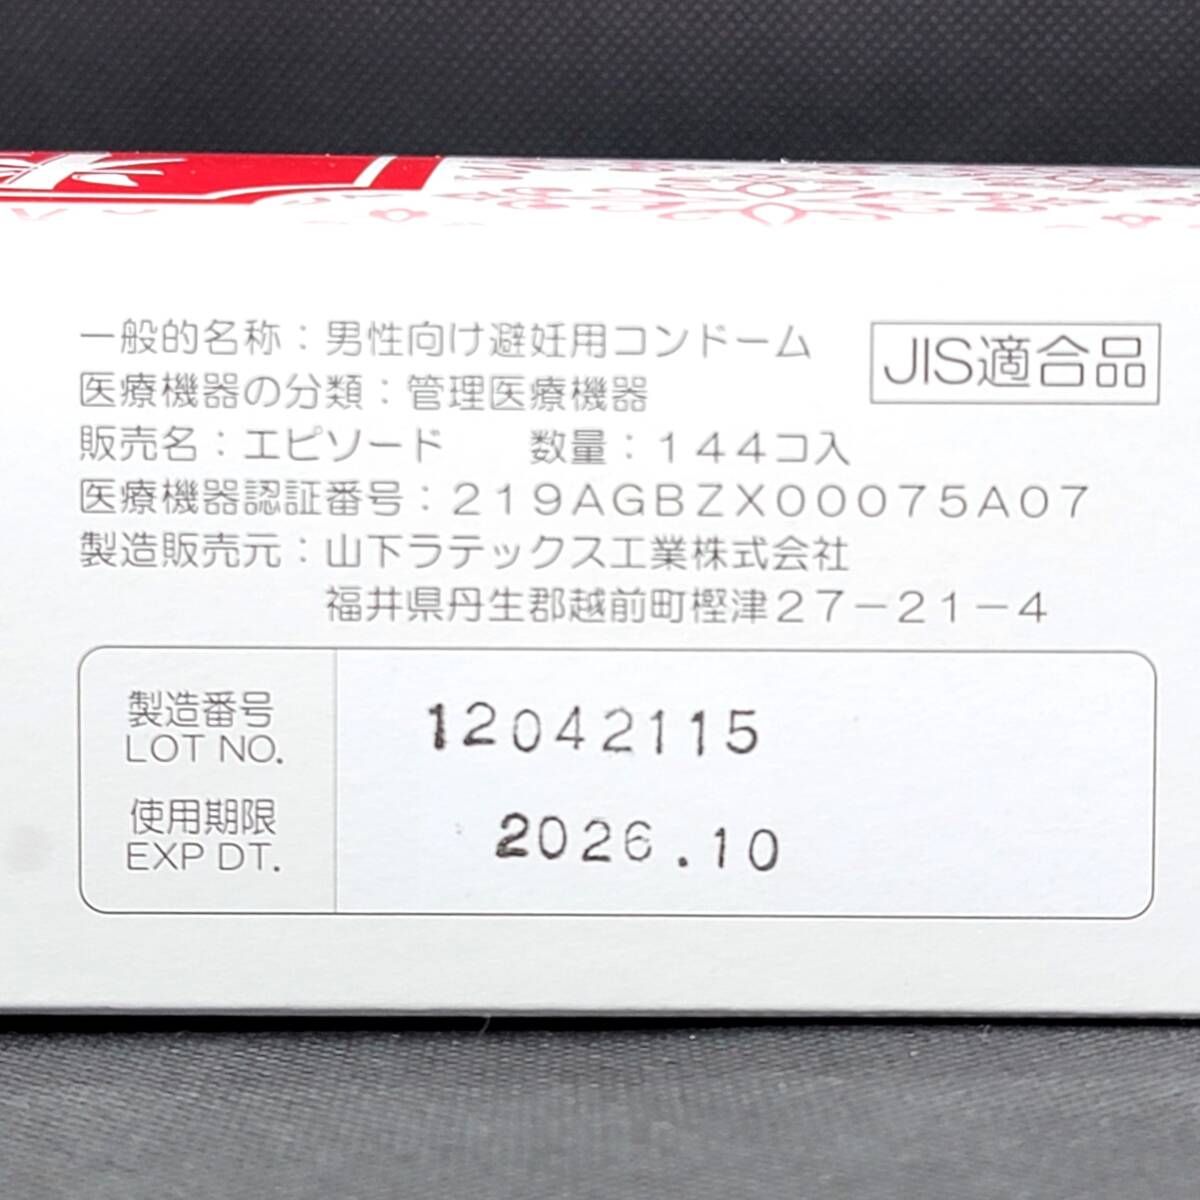 一般的名称：男性向け避妊用コンドーム
JIS適合品
医療機器の分類：管理医療機器
販売名：エピソード　数量：144コ入
医療機器認証番号：219AGBZX00075A07
製造販売元：山下ラテックス工業株式会社
福井県丹生郡越前町樫津27-21-4
製造番号
LOT NO.
12042115
使用期限
EXP DT.
2026.10